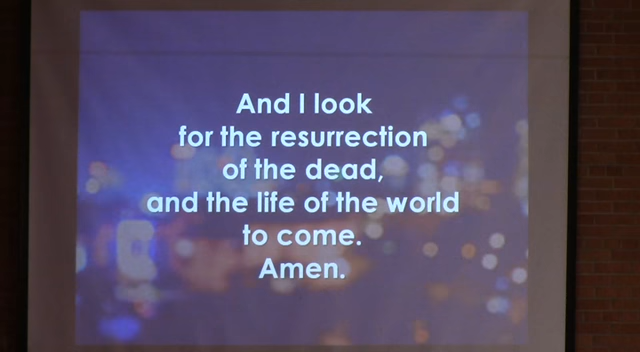 And I look
for the resurrection
of the dead,
and the life of the world
to come.
Amen.